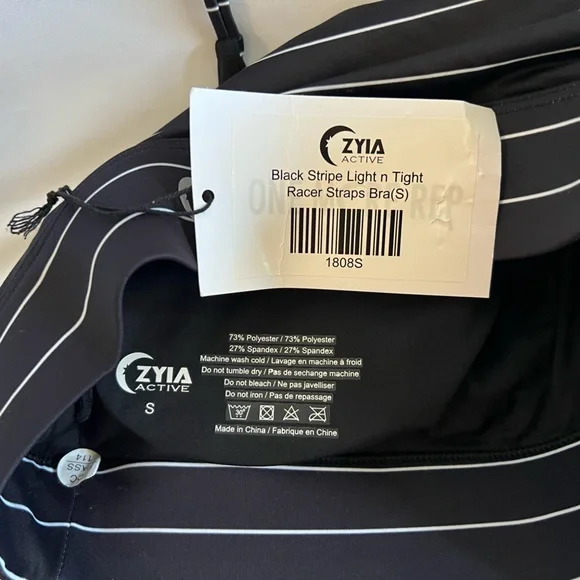 ZYIA
ACTIVE
Black Stripe Light n Tight
Racer Straps Bra(S)
1808S
ZYIA
ACTIVE
S
73% Polyester / 73% Polyester
27% Spandex / 27% Spandex
Machine wash cold / Lavage en machine à froid
Do not tumble dry / Pas de sechange machine
Do not bleach / Ne pas javelliser
Do not iron / Pas de repassage
Made in China / Fabrique en Chine
114